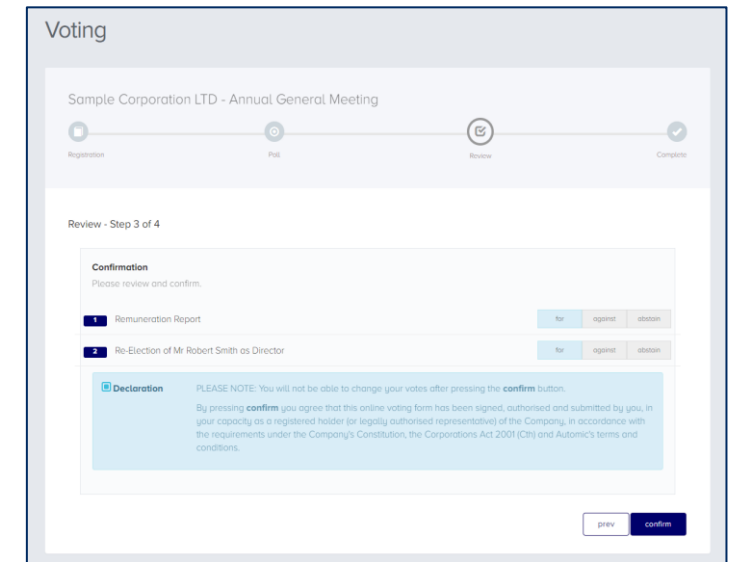 Voting
Sample Corporation LTD - Annual General Meeting
Registration
Poll
Review
Complete
Review - Step 3 of 4
Confirmation
Please review and confirm.
1 Remuneration Report for against abstain
2 Re-Election of Mr Robert Smith as Director for against abstain
Declaration PLEASE NOTE: You will not be able to change your votes after pressing the confirm button.
By pressing confirm you agree that this online voting form has been signed, authorised and submitted by you, in
your capacity as a registered holder (or legally authorised representative) of the Company, in accordance with
the requirements under the Company's Constitution, the Corporations Act 2001 (Cth) and Automic's terms and
conditions.
prev confirm